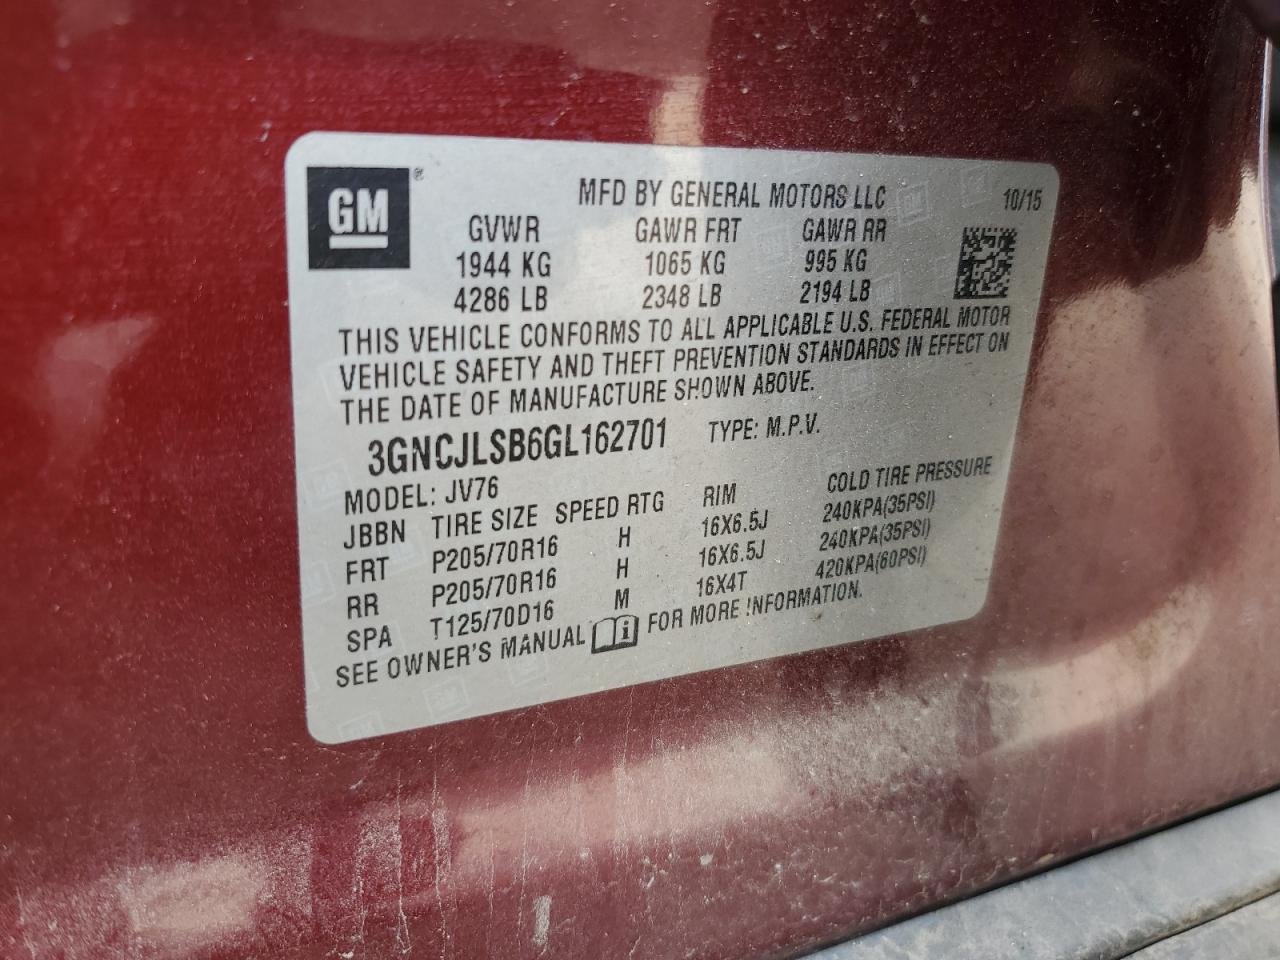 GM®
MFD BY GENERAL MOTORS LLC 10/15
GVWR GAWR FRT GAWR RR
1944 KG 1065 KG 995 KG
4286 LB 2348 LB 2194 LB
THIS VEHICLE CONFORMS TO ALL APPLICABLE U.S. FEDERAL MOTOR
VEHICLE SAFETY AND THEFT PREVENTION STANDARDS IN EFFECT ON
THE DATE OF MANUFACTURE SHOWN ABOVE.
3GNCJLSB6GL162701 TYPE: M.P.V.
MODEL: JV76
JBBN TIRE SIZE SPEED RTG RIM COLD TIRE PRESSURE
FRT P205/70R16 H 16X6.5J 240KPA(35PSI)
RR P205/70R16 H 16X6.5J 240KPA(35PSI)
SPA T125/70D16 M 16X4T 420KPA(60PSI)
SEE OWNER'S MANUAL i FOR MORE INFORMATION.